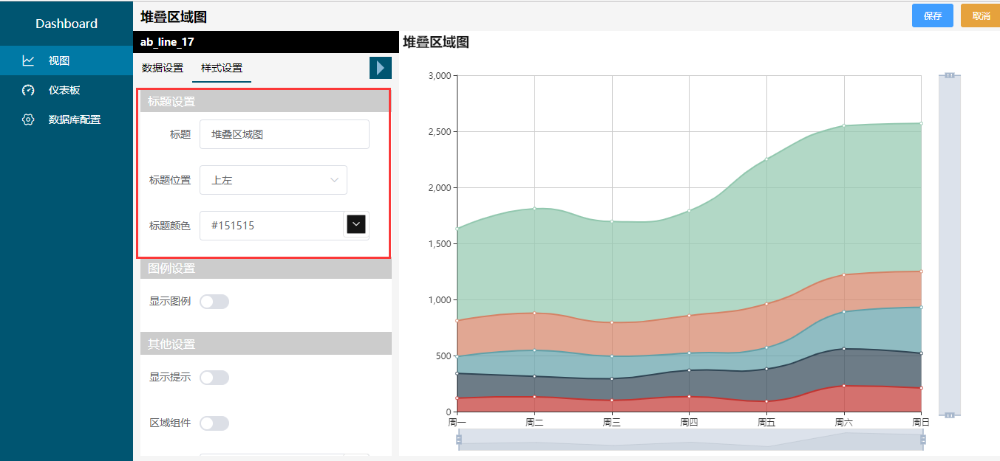 Dashboard
视图
仪表板
数据库配置
堆叠区域图
保存
取消
ab_line_17
数据设置
样式设置
标题设置
标题
堆叠区域图
标题位置
上左
标题颜色
#151515
图例设置
显示图例
其他设置
显示提示
区域组件
堆叠区域图
3,000
2,500
2,000
1,500
1,000
500
0
周一
周二
周三
周四
周五
周六
周日